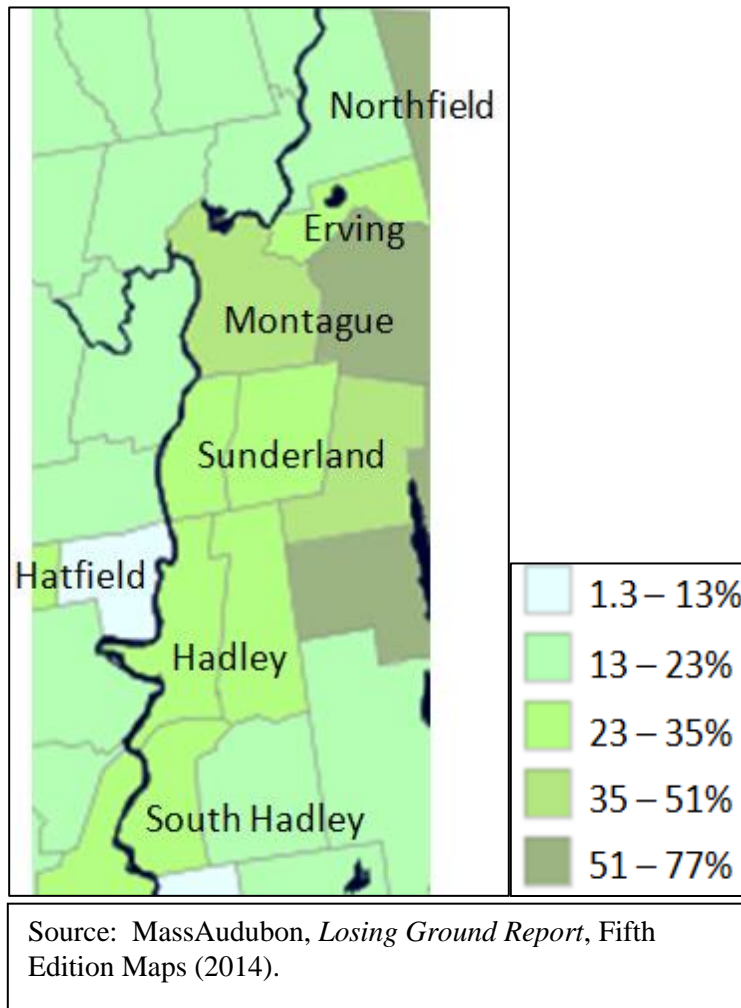 Northfield
Erving
Montague
Sunderland
Hatfield
Hadley
South Hadley
1.3 – 13%
13 – 23%
23 – 35%
35 – 51%
51 – 77%
Source:  MassAudubon, Losing Ground Report, Fifth
Edition Maps (2014).